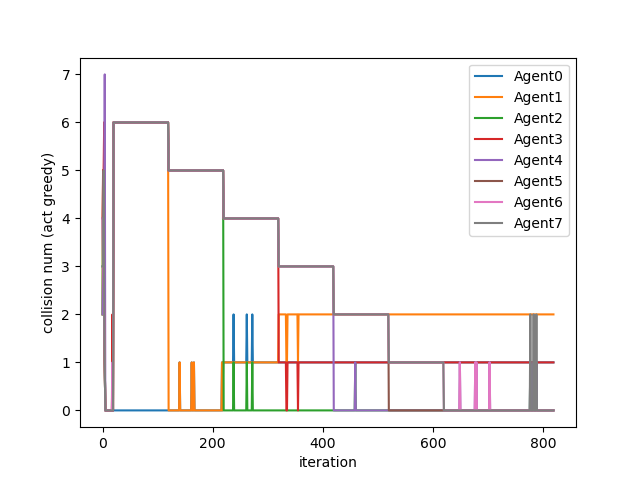 7
6
5
4
3
2
1
0
collision num (act greedy)
Agent0
Agent1
Agent2
Agent3
Agent4
Agent5
Agent6
Agent7
0 200 400 600 800
iteration